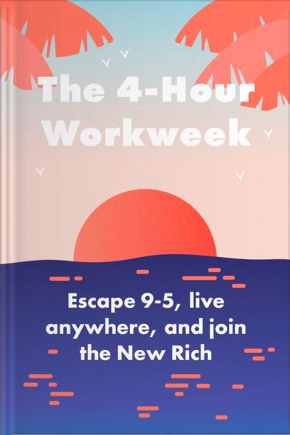 The 4-Hour
Workweek
Escape 9-5, live
anywhere, and join
the New Rich